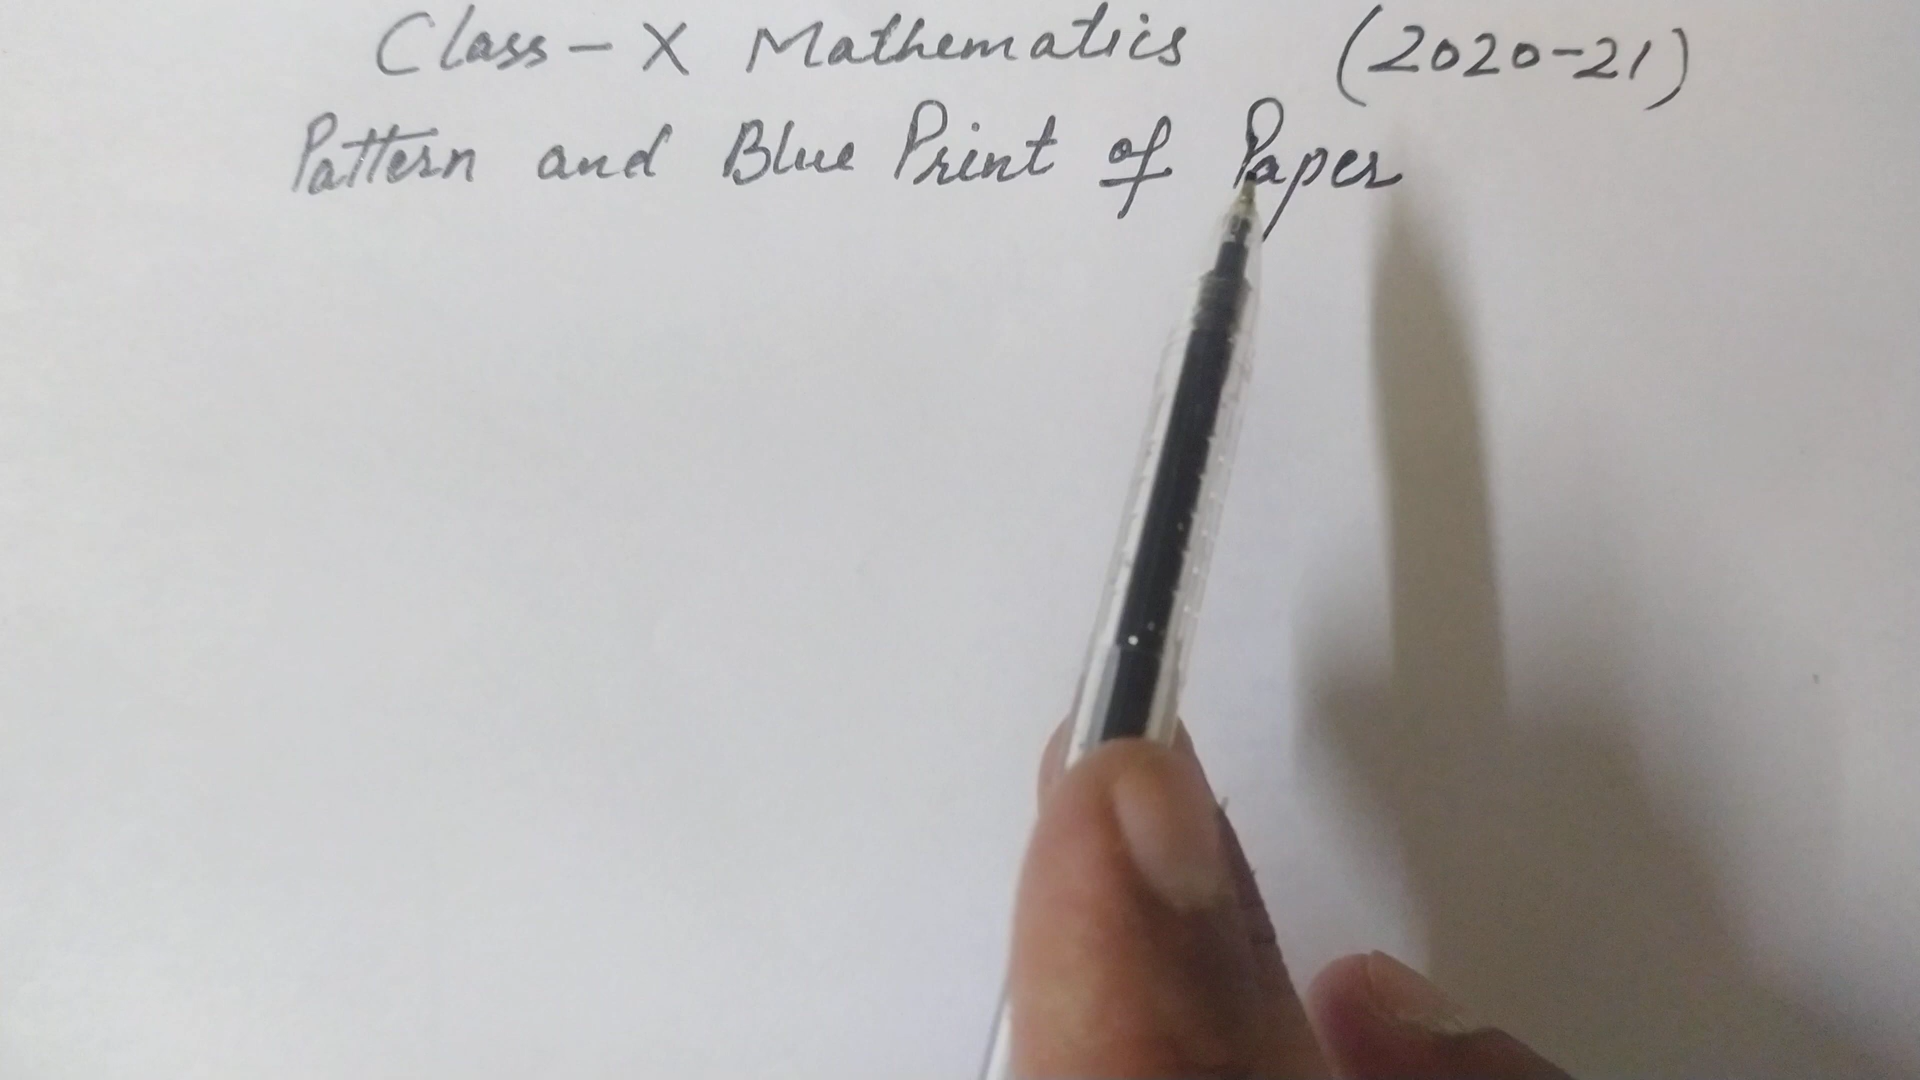 Class - X Mathematics (2020-21)
Pattern and Blue Print of Paper